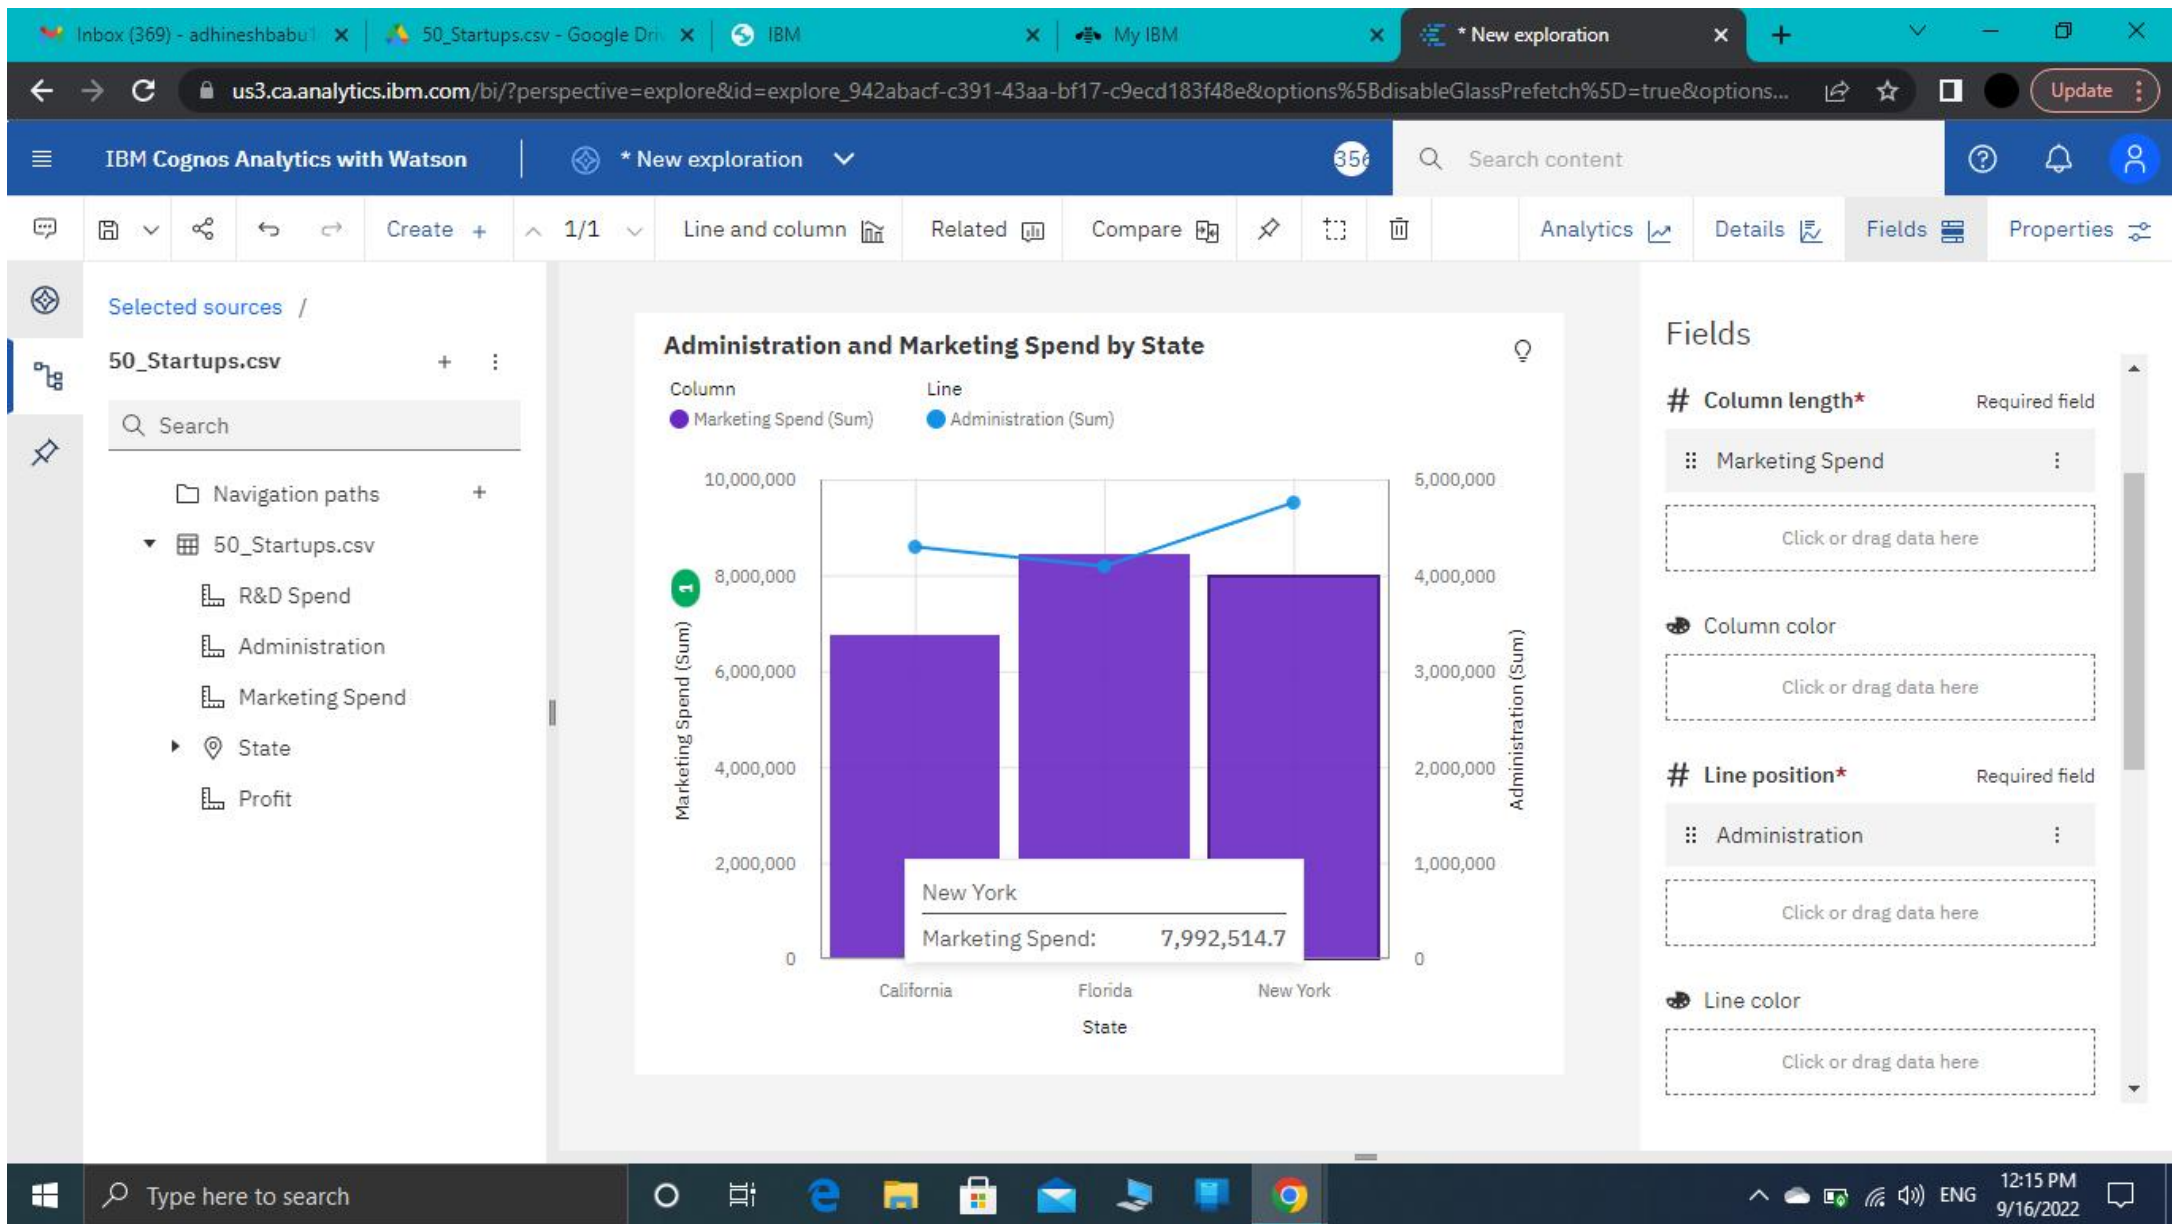 Inbox (369) - adhineshbabu1
50_Startups.csv - Google Driv
IBM
My IBM
* New exploration
us3.ca.analytics.ibm.com/bi/?perspective=explore&id=explore_942abacf-c391-43aa-bf17-c9ecd183f48e&options%5BdisableGlassPrefetch%5D=true&options...
Update
IBM Cognos Analytics with Watson
* New exploration
356
Search content
Create +
1/1
Line and column
Related
Compare
Analytics
Details
Fields
Properties
Selected sources /
50_Startups.csv
Search
Navigation paths
50_Startups.csv
R&D Spend
Administration
Marketing Spend
State
Profit
Administration and Marketing Spend by State
Column
Line
Marketing Spend (Sum)
Administration (Sum)
10,000,000
8,000,000
6,000,000
4,000,000
2,000,000
0
1
Marketing Spend (Sum)
5,000,000
4,000,000
3,000,000
2,000,000
1,000,000
0
Administration (Sum)
New York
Marketing Spend: 7,992,514.7
California
Florida
New York
State
Fields
# Column length* Required field
Marketing Spend
Click or drag data here
Column color
Click or drag data here
# Line position* Required field
Administration
Click or drag data here
Line color
Click or drag data here
Type here to search
ENG
12:15 PM
9/16/2022